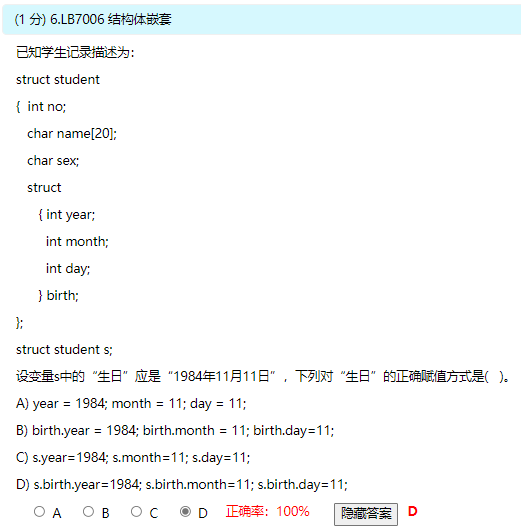 (1 分) 6.LB7006 结构体嵌套
已知学生记录描述为：
struct student
{ int no;
char name[20];
char sex;
struct
{ int year;
int month;
int day;
} birth;
};
struct student s;
设变量s中的“生日”应是“1984年11月11日”，下列对“生日”的正确赋值方式是( )。
A) year = 1984; month = 11; day = 11;
B) birth.year = 1984; birth.month = 11; birth.day=11;
C) s.year=1984; s.month=11; s.day=11;
D) s.birth.year=1984; s.birth.month=11; s.birth.day=11;
A B C D 正确率：100% 隐藏答案 D